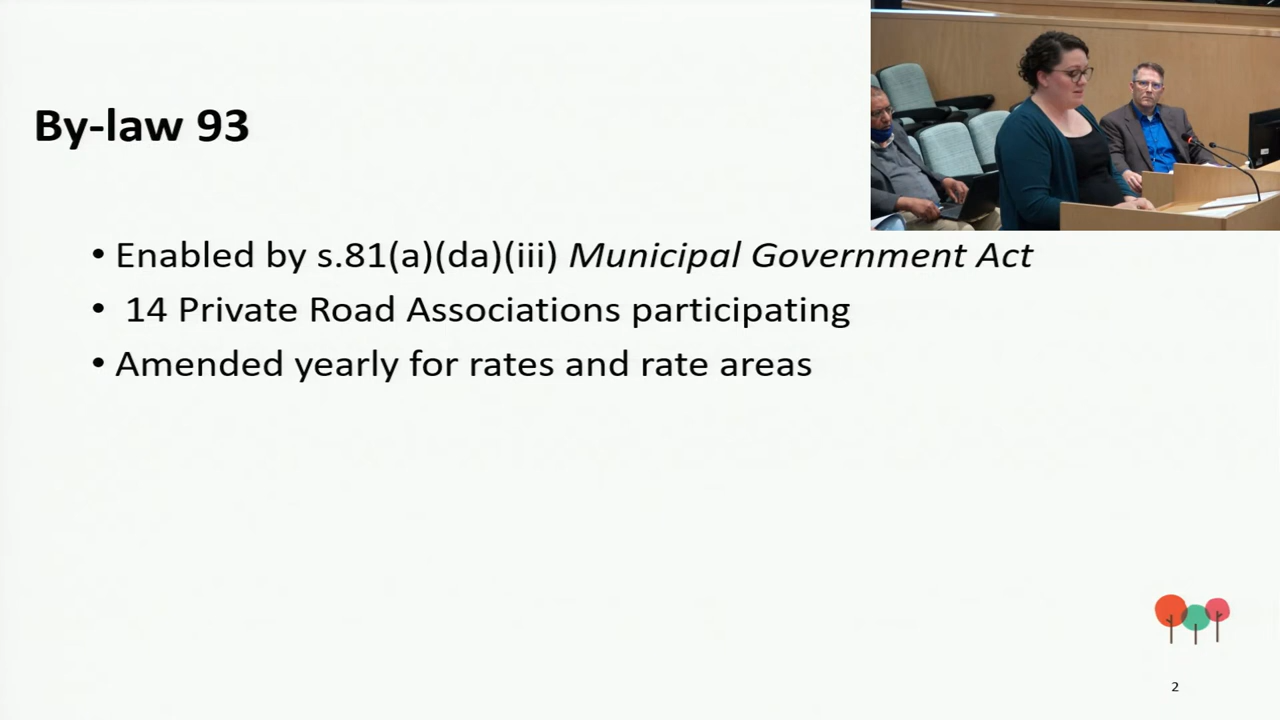 By-law 93
• Enabled by s.81(a)(da)(iii) Municipal Government Act
• 14 Private Road Associations participating
• Amended yearly for rates and rate areas
2